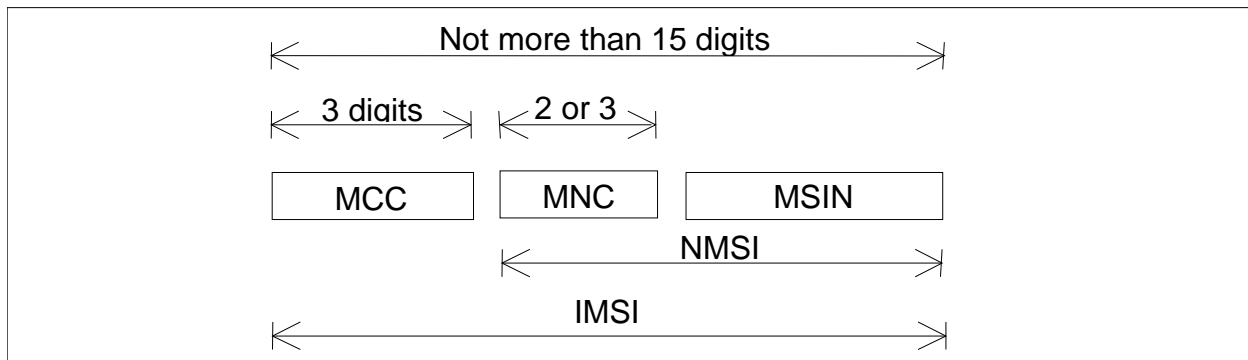 Not more than 15 digits
3 digits
2 or 3
MCC
MNC
MSIN
NMSI
IMSI